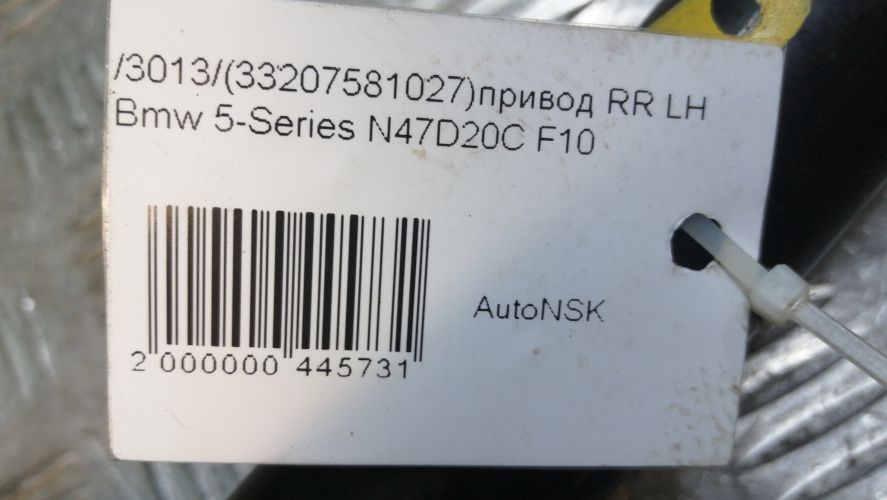 /3013/(33207581027)привод RR LH
Bmw 5-Series N47D20C F10
AutoNSK
2 000000 445731